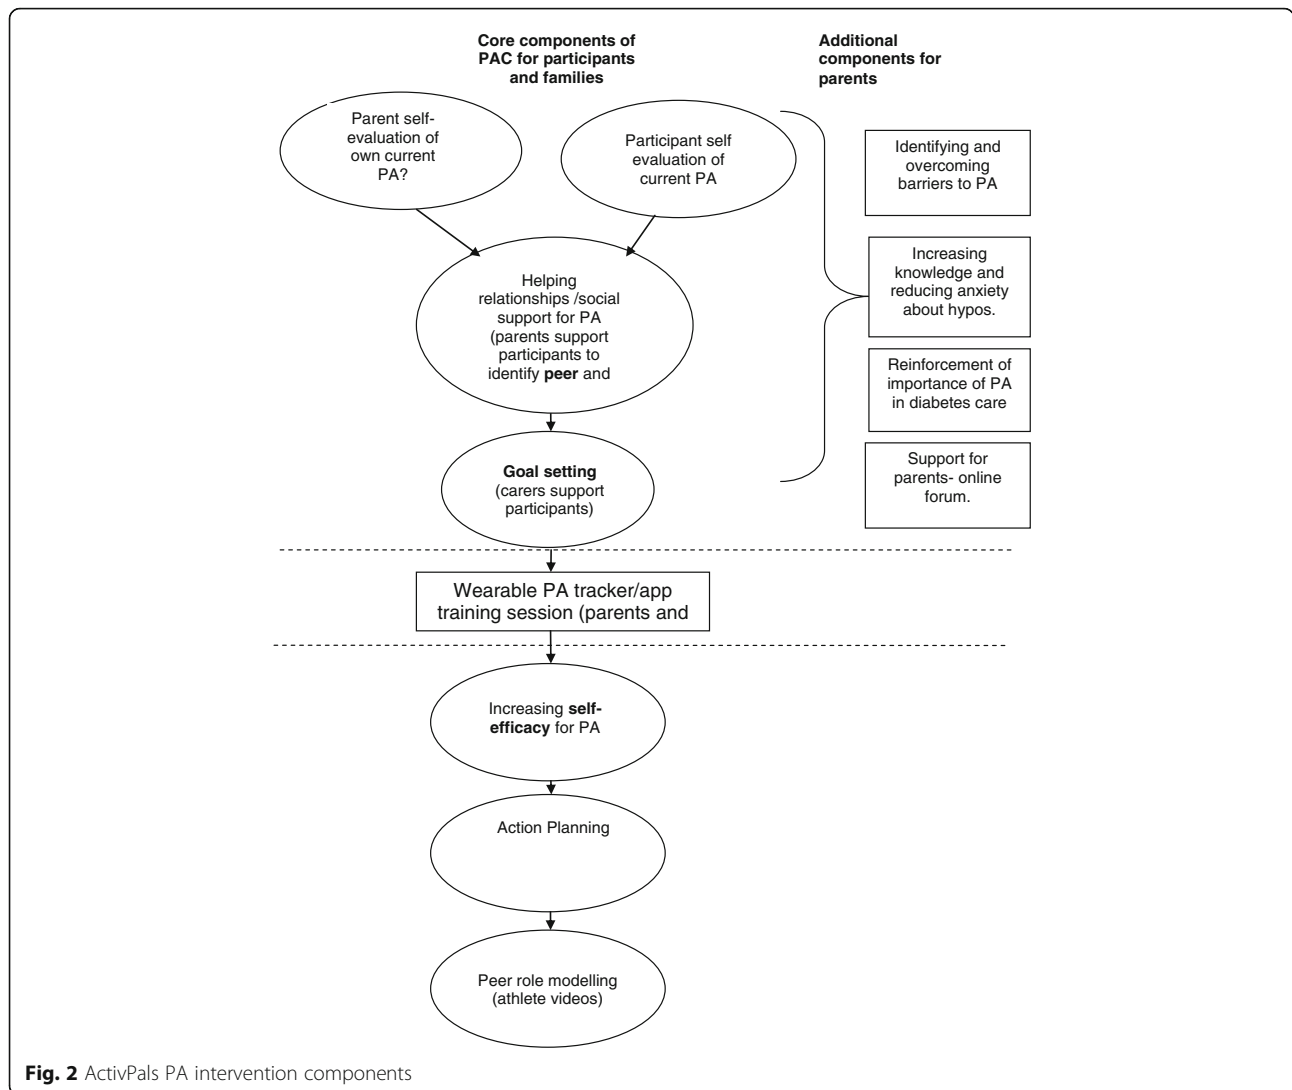 Core components of
PAC for participants
and families
Additional
components for
parents
Parent self-
evaluation of
own current
PA?
Participant self
evaluation of
current PA
Helping
relationships /social
support for PA
(parents support
participants to
identify peer and
Goal setting
(carers support
participants)
Identifying and
overcoming
barriers to PA
Increasing
knowledge and
reducing anxiety
about hypos.
Reinforcement of
importance of PA
in diabetes care
Support for
parents- online
forum.
Wearable PA tracker/app
training session (parents and
Increasing self-
efficacy for PA
Action Planning
Peer role modelling
(athlete videos)
Fig. 2 ActivPals PA intervention components